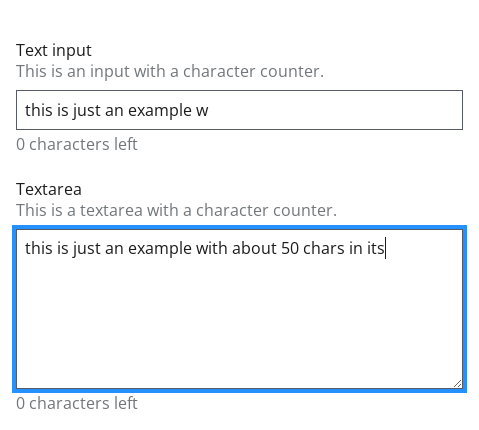 Text input
This is an input with a character counter.
this is just an example w
0 characters left
Textarea
This is a textarea with a character counter.
this is just an example with about 50 chars in its
0 characters left